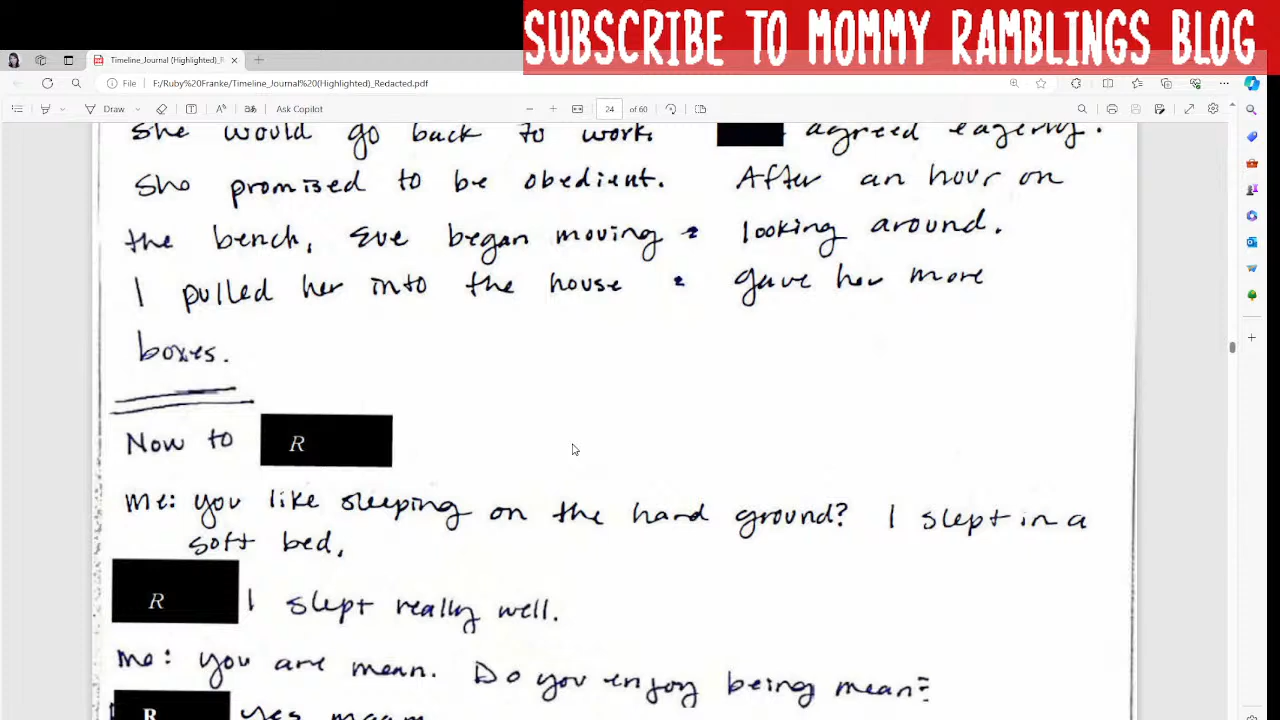 SUBSCRIBE TO MOMMY RAMBLINGS BLOG
Timeline_Journal (Highlighted)_R
File F:/Ruby%20Franke/Timeline_Journal%20(Highlighted)_Redacted.pdf
Draw Ask Copilot 24 of 60
She would go back to work. agreed eagerly.
She promised to be obedient. After an hour on
the bench, Eve began moving & looking around.
I pulled her into the house & gave her more
boxes.
Now to R
Me: you like sleeping on the hard ground? I slept in a
soft bed.
R I slept really well.
Me: you are mean. Do you enjoy being mean?
R Yes maam